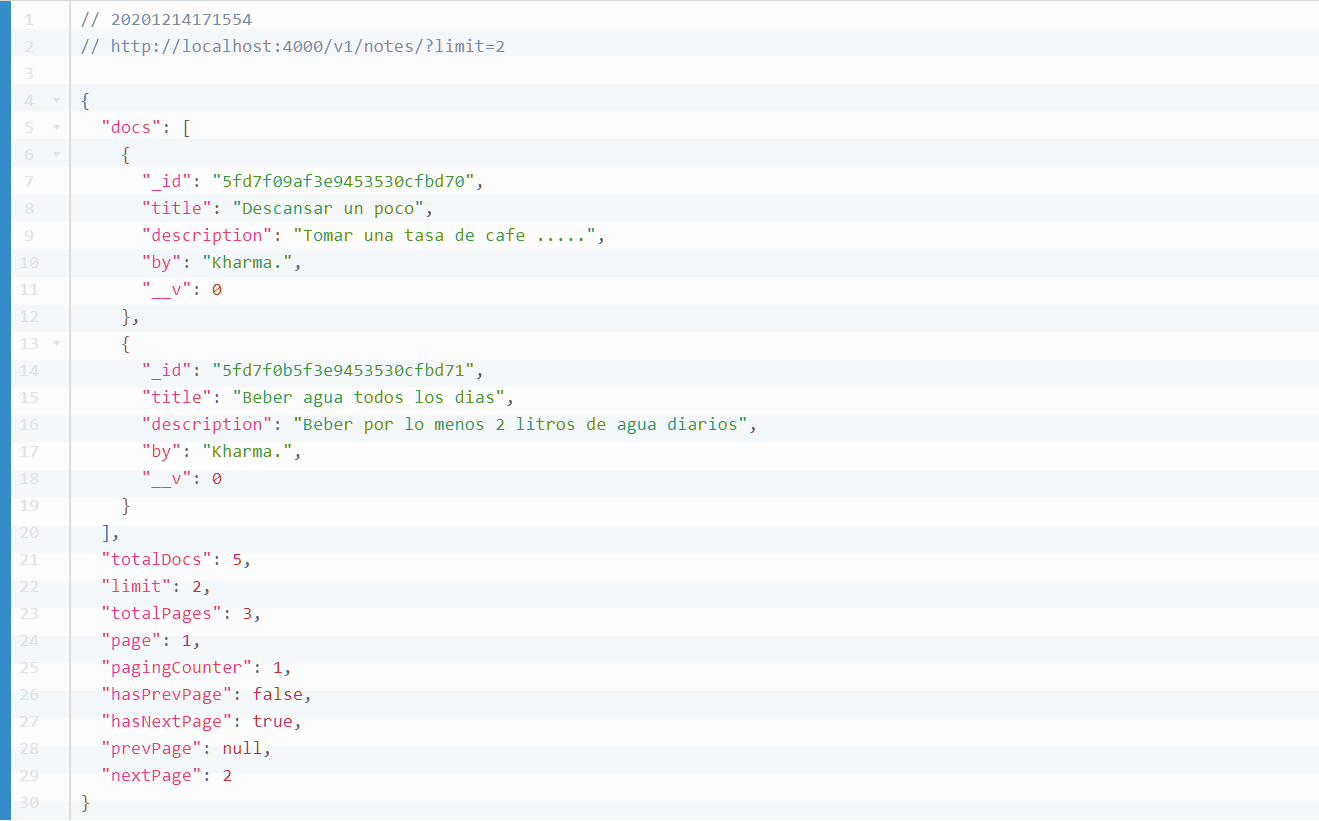 1 // 20201214171554
2 // http://localhost:4000/v1/notes/?limit=2
3
4 {
5 "docs": [
6 {
7 "_id": "5fd7f09af3e9453530cfbd70",
8 "title": "Descansar un poco",
9 "description": "Tomar una tasa de cafe .....",
10 "by": "Kharma.",
11 "__v": 0
12 },
13 {
14 "_id": "5fd7f0b5f3e9453530cfbd71",
15 "title": "Beber agua todos los dias",
16 "description": "Beber por lo menos 2 litros de agua diarios",
17 "by": "Kharma.",
18 "__v": 0
19 }
20 ],
21 "totalDocs": 5,
22 "limit": 2,
23 "totalPages": 3,
24 "page": 1,
25 "pagingCounter": 1,
26 "hasPrevPage": false,
27 "hasNextPage": true,
28 "prevPage": null,
29 "nextPage": 2
30 }